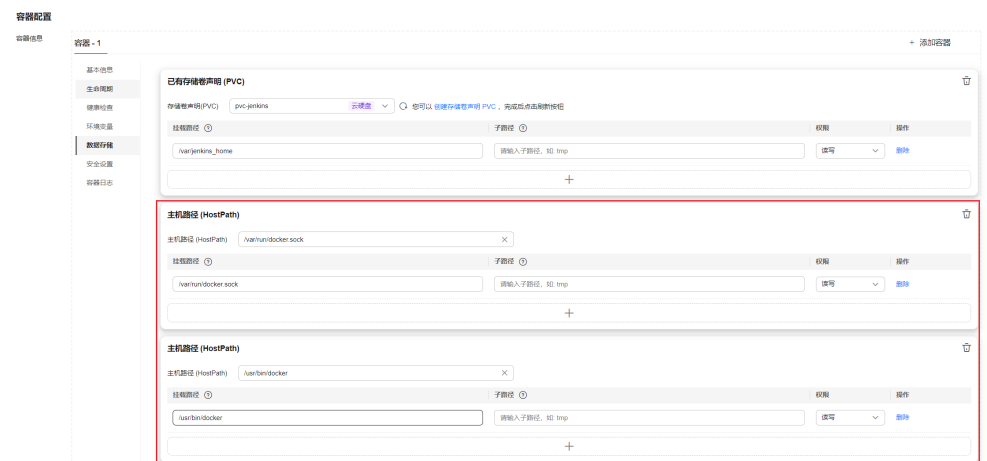 容器配置
容器信息
容器 - 1
+ 添加容器
基本信息
生命周期
健康检查
环境变量
数据存储
安全设置
容器日志
已有存储卷声明 (PVC)
存储卷声明(PVC) pvc-jenkins 云硬盘 您可以 创建存储卷声明 PVC ，完成后点击刷新按钮
挂载路径 ? 子路径 ? 权限 操作
/var/jenkins_home 请输入子路径，如: tmp 读写 删除
+
主机路径 (HostPath)
主机路径 (HostPath) /var/run/docker.sock ×
挂载路径 ? 子路径 ? 权限 操作
/var/run/docker.sock 请输入子路径，如: tmp 读写 删除
+
主机路径 (HostPath)
主机路径 (HostPath) /usr/bin/docker ×
挂载路径 ? 子路径 ? 权限 操作
/usr/bin/docker 请输入子路径，如: tmp 读写 删除
+